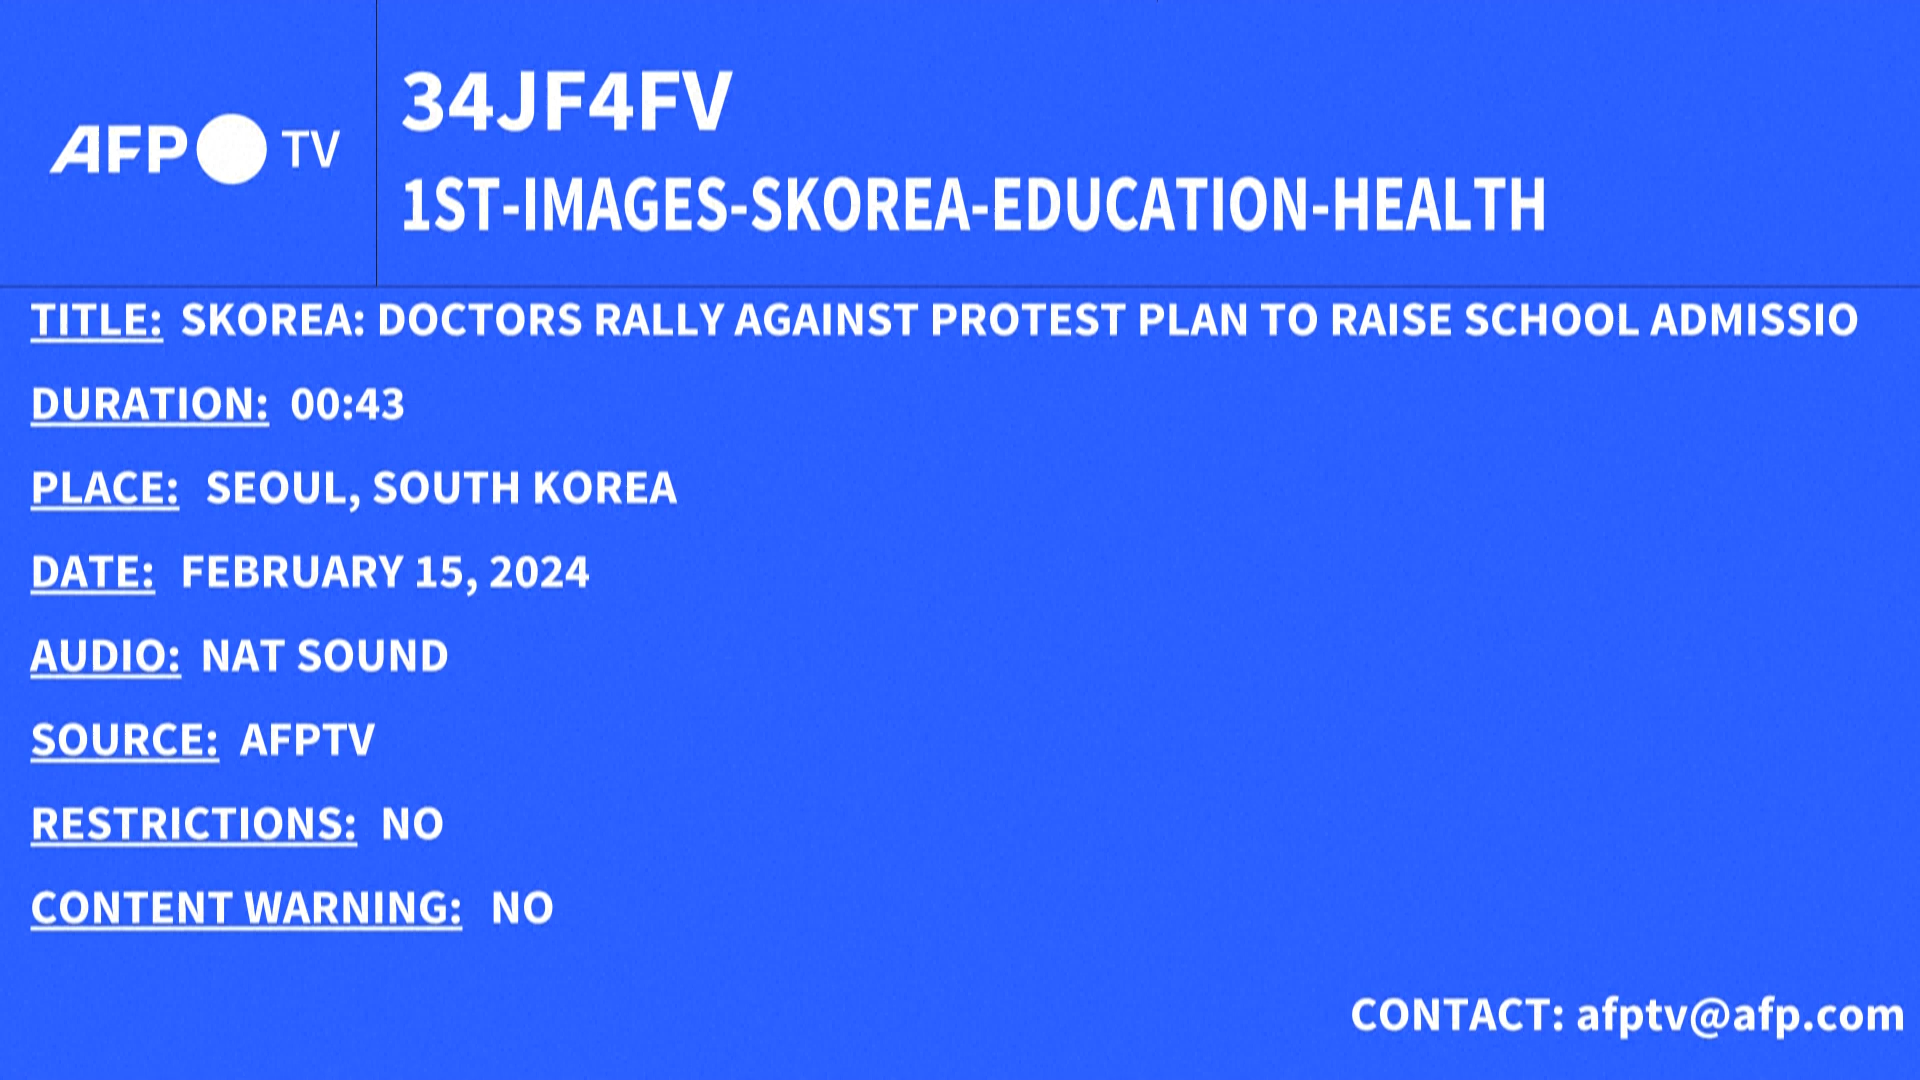 AFP TV
34JF4FV
1ST-IMAGES-SKOREA-EDUCATION-HEALTH
TITLE: SKOREA: DOCTORS RALLY AGAINST PROTEST PLAN TO RAISE SCHOOL ADMISSIO
DURATION: 00:43
PLACE: SEOUL, SOUTH KOREA
DATE: FEBRUARY 15, 2024
AUDIO: NAT SOUND
SOURCE: AFPTV
RESTRICTIONS: NO
CONTENT WARNING: NO
CONTACT: afptv@afp.com